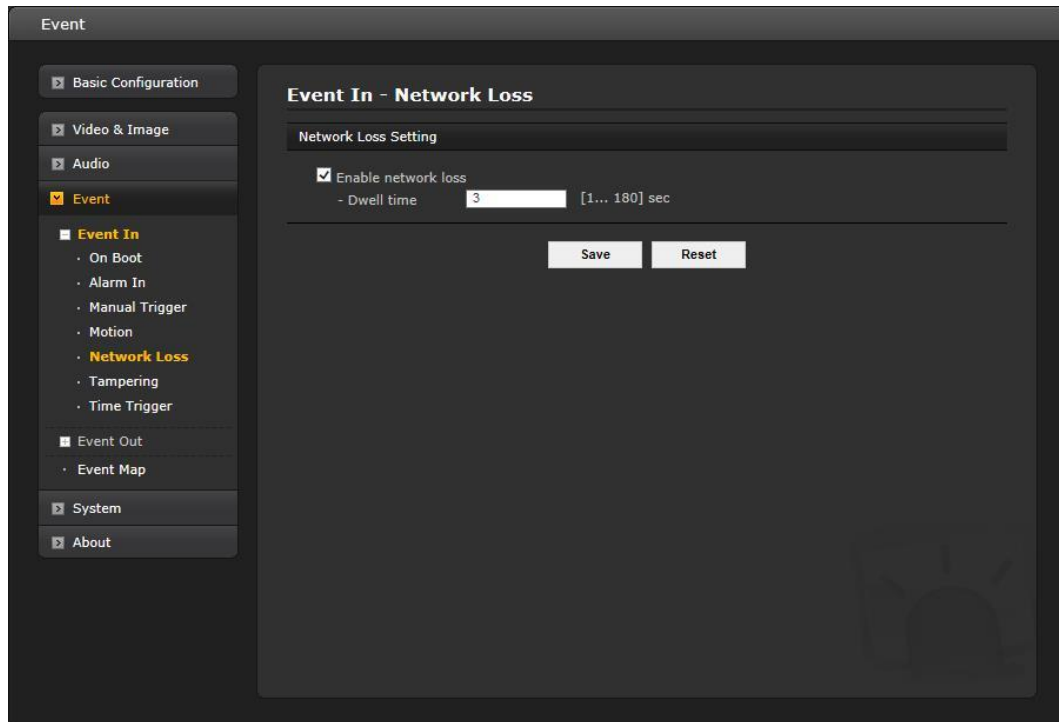 Event
Basic Configuration
Video & Image
Audio
Event
Event In
· On Boot
· Alarm In
· Manual Trigger
· Motion
· Network Loss
· Tampering
· Time Trigger
Event Out
· Event Map
System
About
Event In - Network Loss
Network Loss Setting
Enable network loss
- Dwell time 3 [1... 180] sec
Save Reset